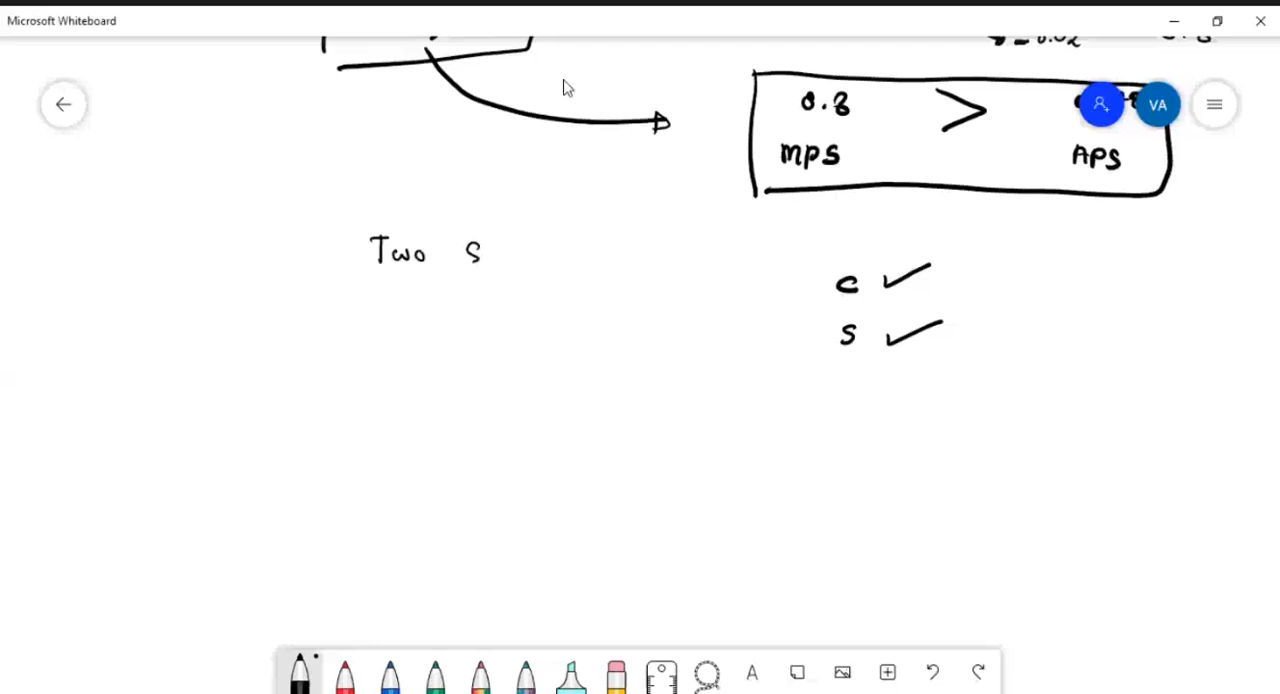 Microsoft Whiteboard
0.8 >
MPS APS
VA
Two S
C ✓
S ✓
A